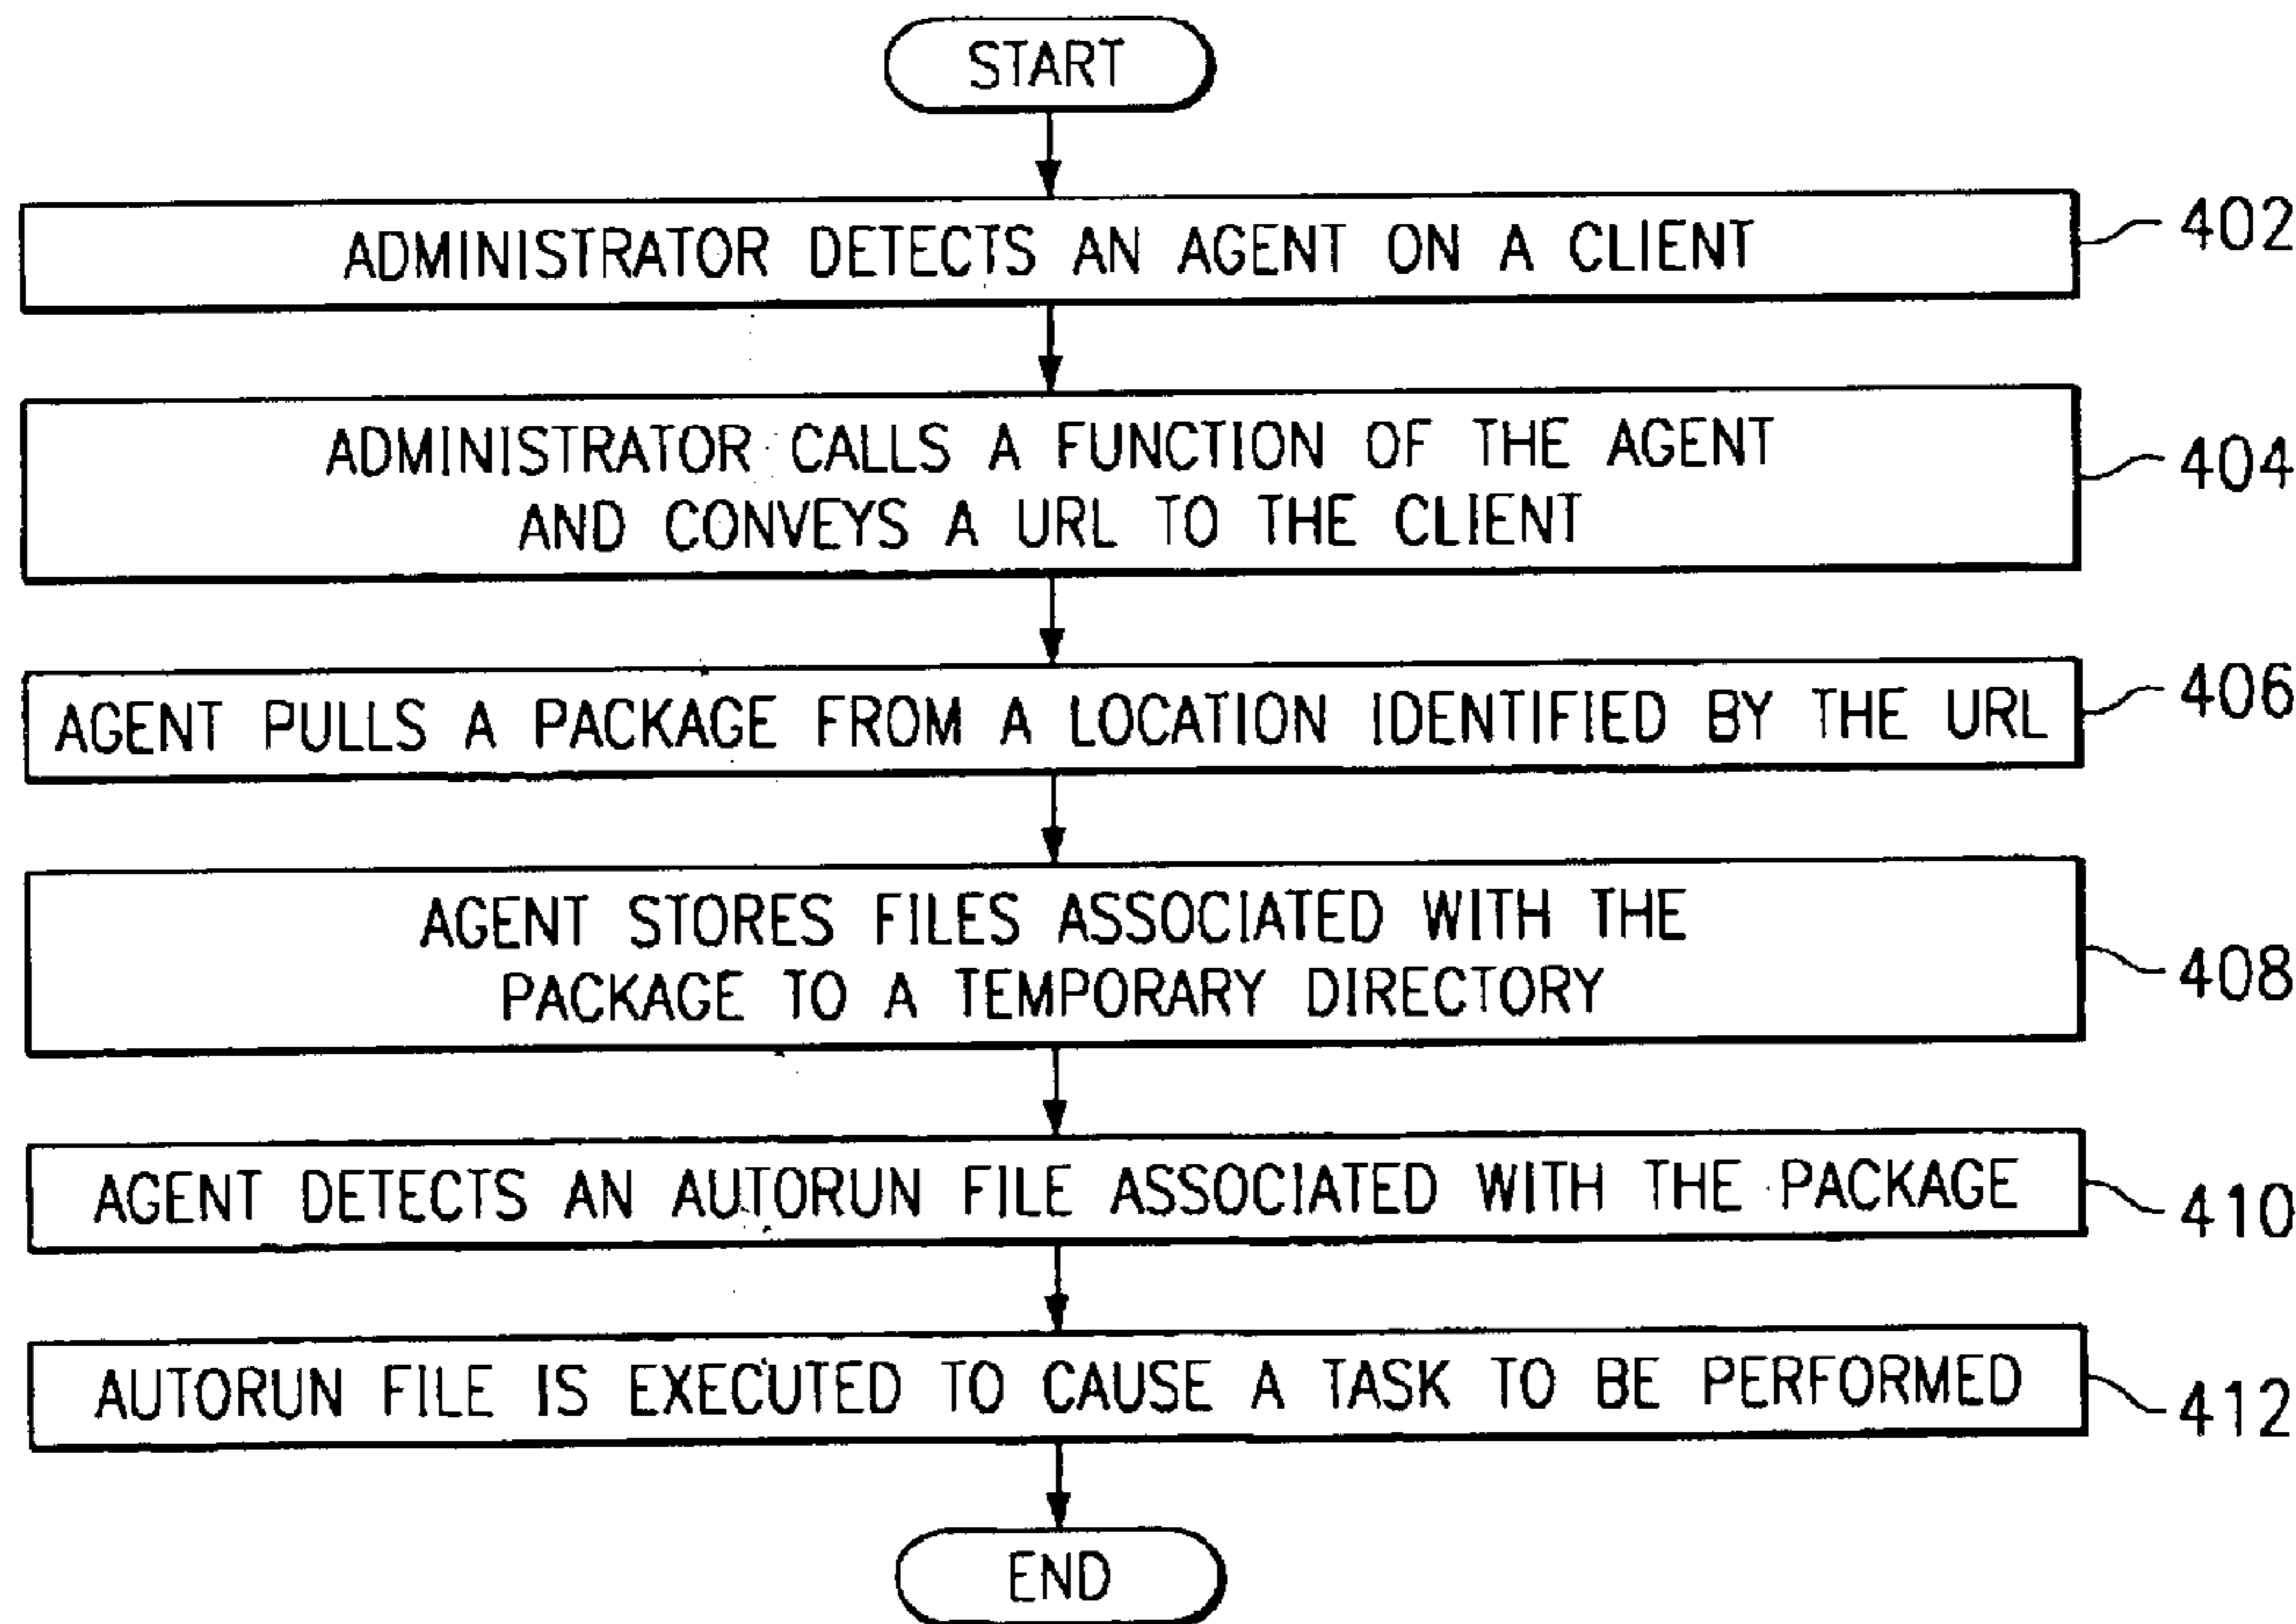 START
ADMINISTRATOR DETECTS AN AGENT ON A CLIENT
402
ADMINISTRATOR CALLS A FUNCTION OF THE AGENT
AND CONVEYS A URL TO THE CLIENT
404
AGENT PULLS A PACKAGE FROM A LOCATION IDENTIFIED BY THE URL
406
AGENT STORES FILES ASSOCIATED WITH THE
PACKAGE TO A TEMPORARY DIRECTORY
408
AGENT DETECTS AN AUTORUN FILE ASSOCIATED WITH THE PACKAGE
410
AUTORUN FILE IS EXECUTED TO CAUSE A TASK TO BE PERFORMED
412
END